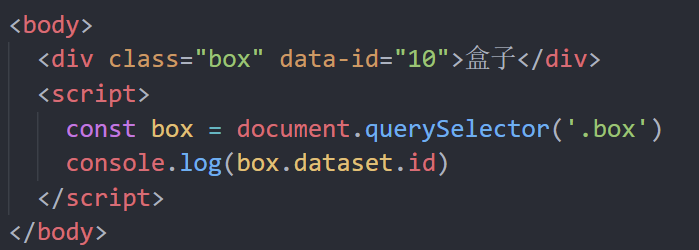 <body>
<div class="box" data-id="10">盒子</div>
<script>
const box = document.querySelector('.box')
console.log(box.dataset.id)
</script>
</body>